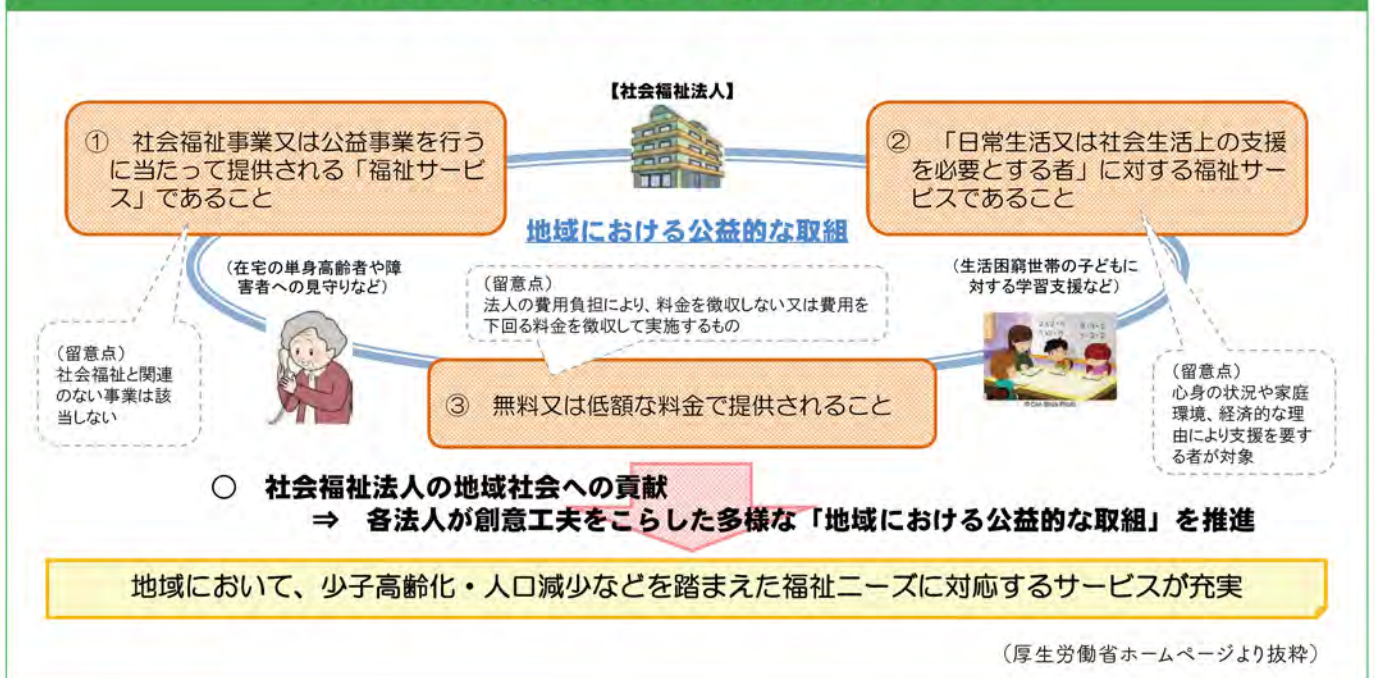 【社会福祉法人】
① 社会福祉事業又は公益事業を行う
に当たって提供される「福祉サービ
ス」であること
② 「日常生活又は社会生活上の支援
を必要とする者」に対する福祉サー
ビスであること
地域における公益的な取組
(在宅の単身高齢者や障
害者への見守りなど)
(留意点)
法人の費用負担により、料金を徴収しない又は費用を
下回る料金を徴収して実施するもの
(生活困窮世帯の子どもに
対する学習支援など)
(留意点)
社会福祉と関連
のない事業は該
当しない
③ 無料又は低額な料金で提供されること
(留意点)
心身の状況や家庭
環境、経済的な理
由により支援を要す
る者が対象
○ 社会福祉法人の地域社会への貢献
⇒ 各法人が創意工夫をこらした多様な「地域における公益的な取組」を推進
地域において、少子高齢化・人口減少などを踏まえた福祉ニーズに対応するサービスが充実
(厚生労働省ホームページより抜粋)